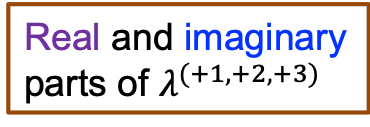 Real and imaginary
parts of λ^(+1,+2,+3)